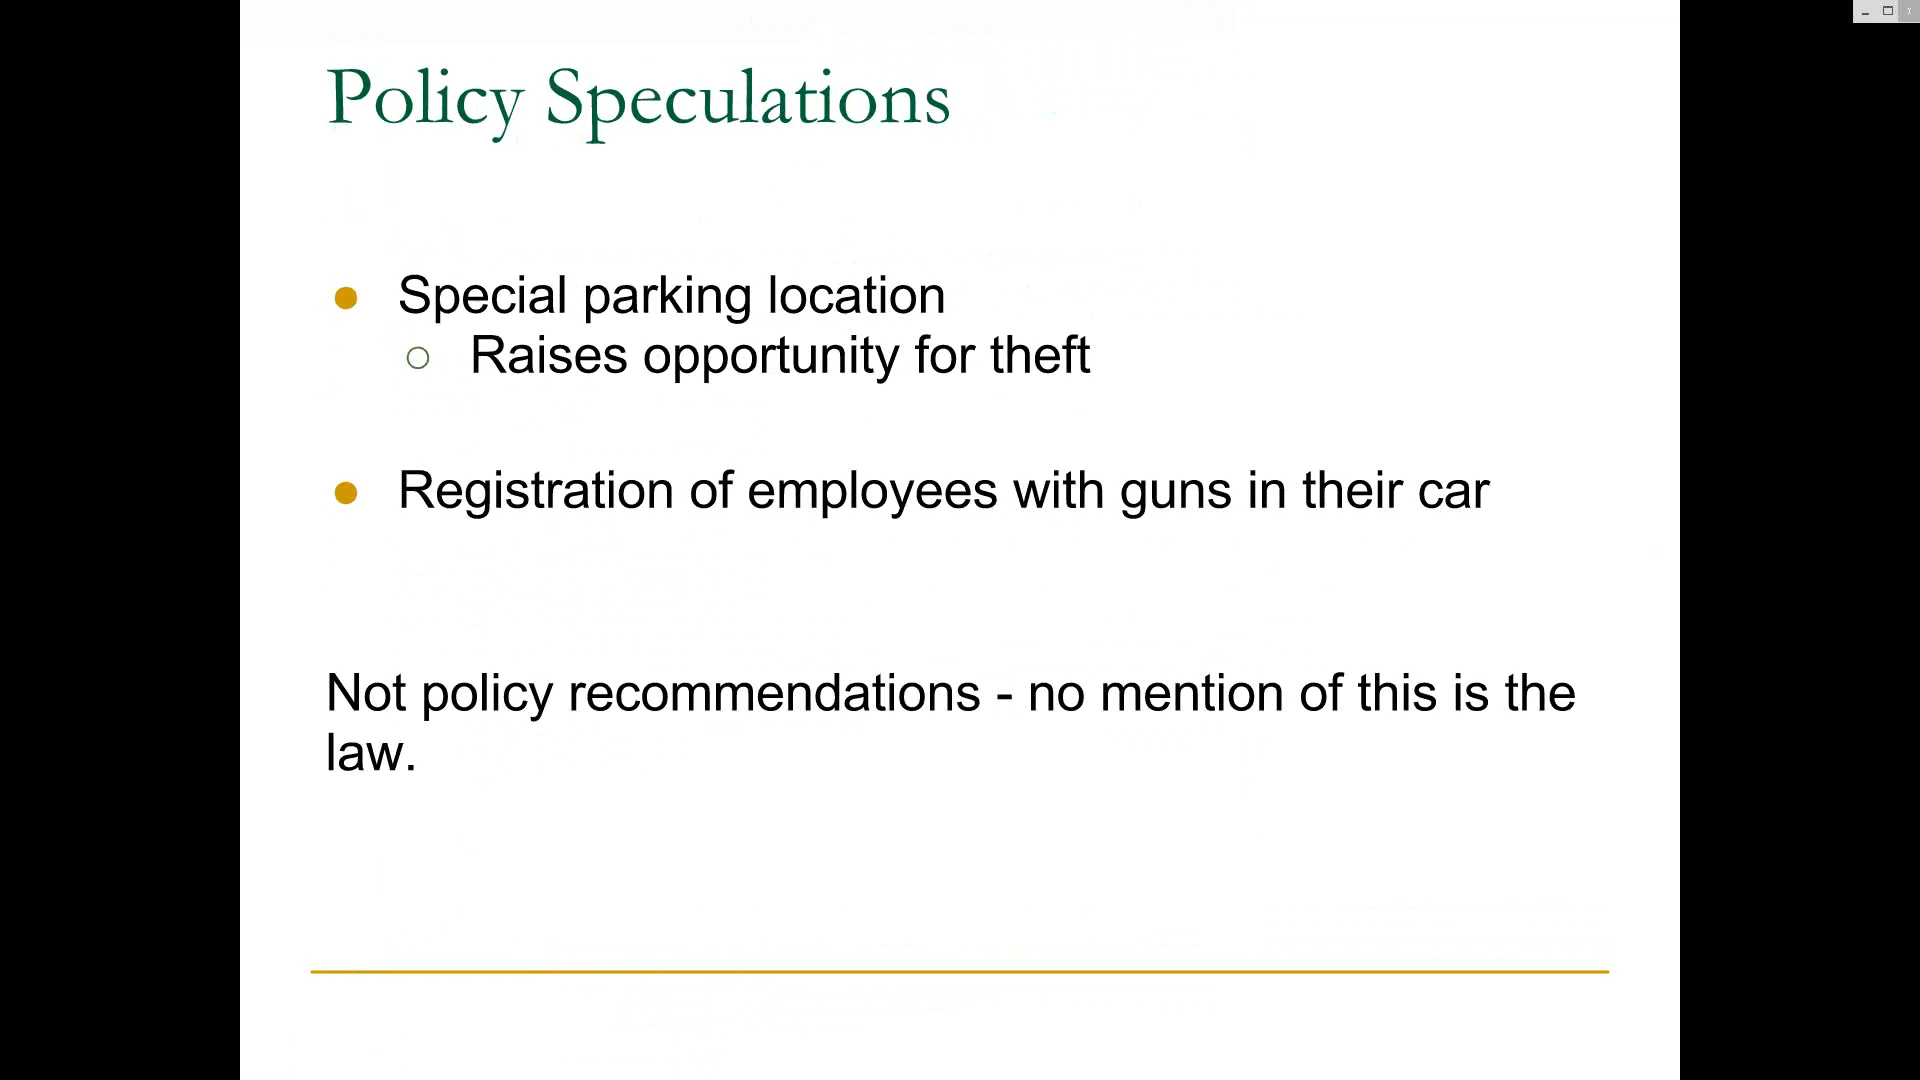 Policy Speculations
Special parking location
Raises opportunity for theft
Registration of employees with guns in their car
Not policy recommendations - no mention of this is the
law.